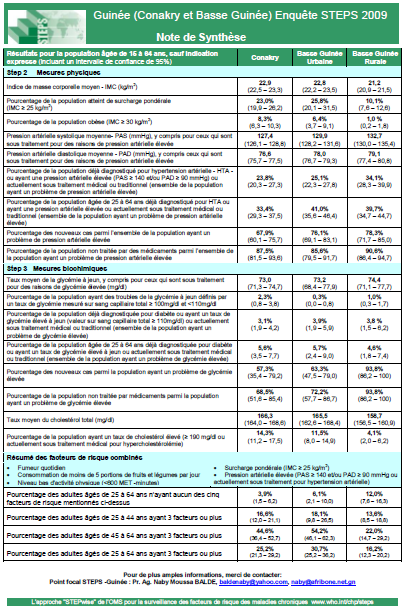 Guinée (Conakry et Basse Guinée) Enquête STEPS 2009
Note de Synthèse
Résultats pour la population âgée de 15 à 64 ans, sauf indication expresse (incluant un intervalle de confiance de 95%) Conakry Basse Guinée Urbaine Basse Guinée Rurale
Step 2 Mesures physiques
Indice de masse corporelle moyen - IMC (kg/m²) 22,9 (22,5 – 23,3) 22,8 (22,2 – 23,5) 21,2 (20,9 – 21,5)
Pourcentage de la population atteint de surcharge pondérale (IMC ≥ 25 kg/m²) 23,0% (19,9 – 26,2) 25,8% (20,1 – 31,5) 10,1% (7,6 – 12,6)
Pourcentage de la population obèse (IMC ≥ 30 kg/m²) 8,3% (6,3 – 10,3) 6,4% (3,7 – 9,1) 1,0% (0,2 – 1,8)
Pression artérielle systolique moyenne- PAS (mmHg), y compris pour ceux qui sont sous traitement pour des raisons de pression artérielle élevée 127,4 (126,1 – 128,8) 129,9 (128,2 – 131,6) 132,7 (130,0 – 135,4)
Pression artérielle diastolique moyenne - PAD (mmHg), y compris pour ceux qui sont sous traitement pour des raisons de pression artérielle élevée 76,6 (75,7 – 77,5) 78,0 (76,7 – 79,3) 79,1 (77,4 – 80,8)
Pourcentage de la population déjà diagnostiqué pour hypertension artérielle - HTA - ou ayant une pression artérielle élevée (PAS ≥ 140 et/ou PAD ≥ 90 mmHg) ou actuellement sous traitement médical ou traditionnel (ensemble de la population ayant un problème de pression artérielle élevée) 23,8% (20,3 – 27,3) 25,1% (22,3 – 27,8) 34,1% (28,3 – 39,9)
Pourcentage de la population âgée de 25 à 64 ans déjà diagnostiqué pour HTA ou ayant une pression artérielle élevée ou actuellement sous traitement médical ou traditionnel (ensemble de la population ayant un problème de pression artérielle élevée) 33,4% (29,3 – 37,5) 41,0% (35,6 – 46,4) 39,7% (34,7 – 44,7)
Pourcentage des nouveaux cas parmi l'ensemble de la population ayant un problème de pression artérielle élevée 67,9% (60,1 – 75,7) 76,1% (69,1 – 83,1) 78,3% (71,7 – 85,0)
Pourcentage de la population non traitée par des médicaments parmi l'ensemble de la population ayant un problème de pression artérielle élevée 87,5% (81,5 – 93,6) 85,6% (79,5 – 91,7) 90,6% (86,4 – 94,7)
Step 3 Mesures biochimiques
Taux moyen de la glycémie à jeun, y compris pour ceux qui sont sous traitement pour des raisons de glycémie élevée (mg/dl) 73,0 (71,3 – 74,7) 73,2 (68,4 – 77,9) 74,4 (71,1 – 77,7)
Pourcentage de la population ayant des troubles de la glycémie à jeun définis par un taux de glycémie mesuré sur sang capillaire total ≥ 100mg/dl et <110mg/dl 2,3% (0,8 – 3,8) 0,3% (0,0 – 0,8) 1,0% (0,3 – 1,7)
Pourcentage de la population déjà diagnostiquée pour diabète ou ayant un taux de glycémie élevé à jeun (valeur sur sang capillaire total ≥ 110mg/dl) ou actuellement sous traitement médical ou traditionnel (ensemble de la population ayant un problème de glycémie élevée) 3,1% (1,9 – 4,2) 3,9% (1,9 – 5,9) 3,8 % (1,5 – 6,2)
Pourcentage de la population âgée de 25 à 64 ans déjà diagnostiquée pour diabète ou ayant un taux de glycémie élevé à jeun ou actuellement sous traitement médical ou traditionnel (ensemble de la population ayant un problème de glycémie élevée) 5,6% (3,5 – 7,7) 5,7% (2,4 – 9,0) 4,6% (1,8 – 7,4)
Pourcentage des nouveaux cas parmi la population ayant un problème de glycémie élevée 57,3% (35,4 – 79,2) 63,3% (47,5 – 79,0) 93,8% (86,2 – 100)
Pourcentage de la population non traité par médicaments parmi la population ayant un problème de glycémie élevée 68,5% (51,6 – 85,4) 72,2% (57,7 – 86,7) 93,8% (86,2 – 100)
Taux moyen du cholestérol total (mg/dl) 166,3 (164,0 – 168,6) 165,5 (162,6 – 168,4) 158,7 (156,5 – 160,9)
Pourcentage de la population ayant un taux de cholestérol élevé (≥ 190 mg/dl ou actuellement sous traitement médical pour hypercholestérolémie) 14,3% (11,2 – 17,5) 11,5% (8,0 – 14,9) 4,1% (2,0 – 6,2)
Résumé des facteurs de risque combinés
• Fumeur quotidien
• Consommation de moins de 5 portions de fruits et légumes par jour
• Niveau bas d'activité physique (<600 MET -minutes)
• Surcharge pondérale (IMC ≥ 25 kg/m²)
• Pression artérielle élevée (PAS ≥ 140 et/ou PAD ≥ 90 mmHg ou actuellement sous traitement pour hypertension artérielle)
Pourcentage des personnes âgées de 25 à 64 ans n'ayant aucun des cinq facteurs de risque mentionnés ci-dessus 3,9% (1,5 – 6,2) 6,1% (2,1 – 10,0) 12,0% (7,6 – 16,3)
Pourcentage des personnes âgées de 25 à 44 ans ayant 3 facteurs ou plus 16,6% (12,0 – 21,1) 18,1% (9,8 – 26,5) 13,6% (8,5 – 18,8)
Pourcentage des personnes âgées de 45 à 64 ans ayant 3 facteurs ou plus 44,6% (36,4 – 52,7) 54,2% (46,1 – 62,3) 22,0% (14,7 – 29,2)
Pourcentage des personnes âgées de 25 à 64 ans ayant 3 facteurs ou plus 25,2% (21,3 – 29,2) 30,7% (25,7 – 35,6) 16,2% (12,3 – 20,2)
Pour de plus amples informations, merci de contacter:
Point focal STEPS -Guinée : Pr. Ag. Naby Moussa BALDE, baldenaby@yahoo.com, naby@afribone.net.gn
L'approche "STEPwise" de l'OMS pour la surveillance des facteurs de risque des maladies chroniques www.who.int/chp/steps